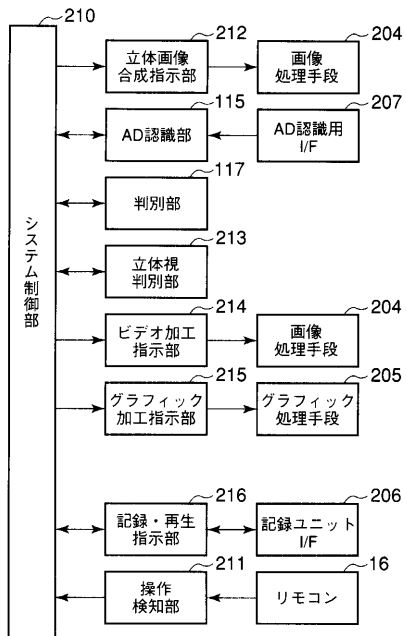 210
システム制御部
212
立体画像
合成指示部
204
画像
処理手段
115
AD認識部
207
AD認識用
I/F
117
判別部
213
立体視
判別部
214
ビデオ加工
指示部
204
画像
処理手段
215
グラフィック
加工指示部
205
グラフィック
処理手段
216
記録・再生
指示部
206
記録ユニット
I/F
211
操作
検知部
16
リモコン